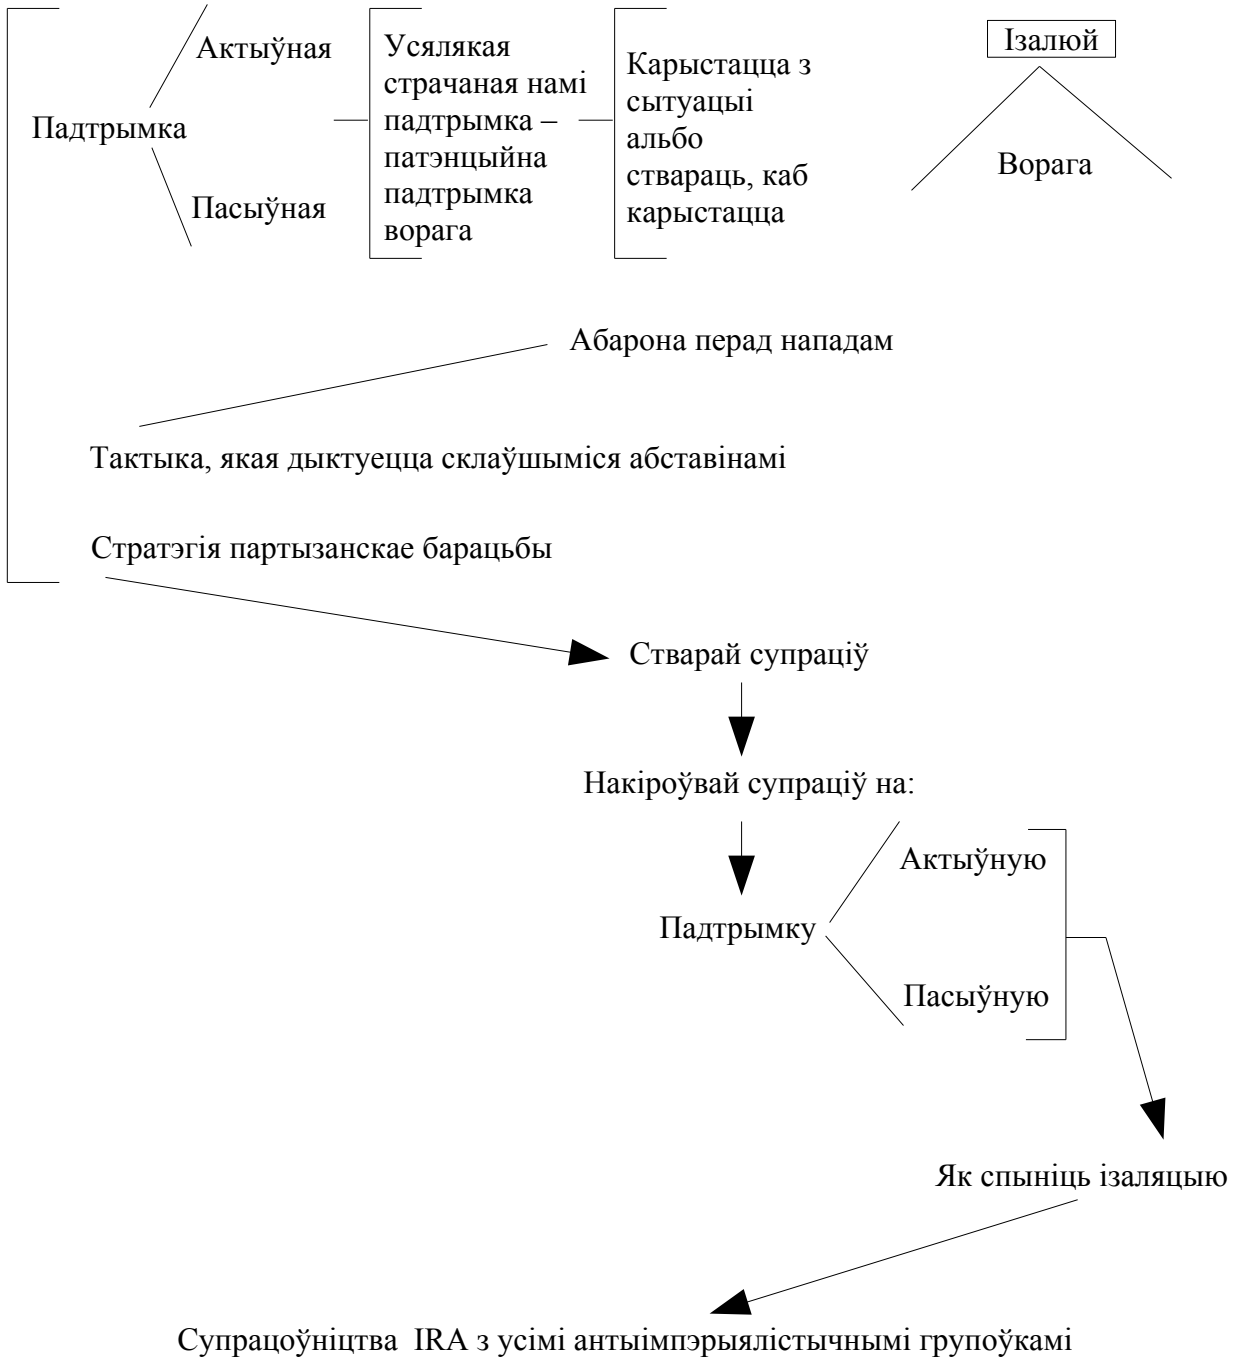 Актыўная
Падтрымка
Пасыўная
Усялякая
страчаная намі
падтрымка –
патэнцыйна
падтрымка
ворага
Карыстацца з
сытуацыі
альбо
ствараць, каб
карыстацца
Ізалюй
Ворага
Абарона перад нападам
Тактыка, якая дыктуецца склаўшыміся абставінамі
Стратэгія партызанскае барацьбы
Стварай супраціў
Накіроўвай супраціў на:
Актыўную
Падтрымку
Пасыўную
Як спыніць ізаляцыю
Супрацоўніцтва IRA з усімі антыімпэрыялістычнымі групоўкамі